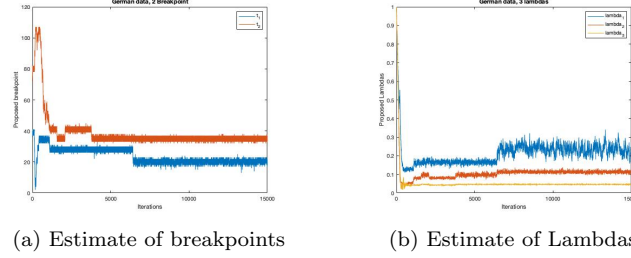 German data, 2 Breakpoint
120
100
80
60
40
20
0
0
5000
10000
15000
Proposed breakpoint
Iterations
t1
t2
German data, 3 lambdas
1
0.9
0.8
0.7
0.6
0.5
0.4
0.3
0.2
0.1
0
0
5000
10000
15000
Proposed Lambdas
Iterations
lambda1
lambda2
lambda3
(a) Estimate of breakpoints
(b) Estimate of Lambdas